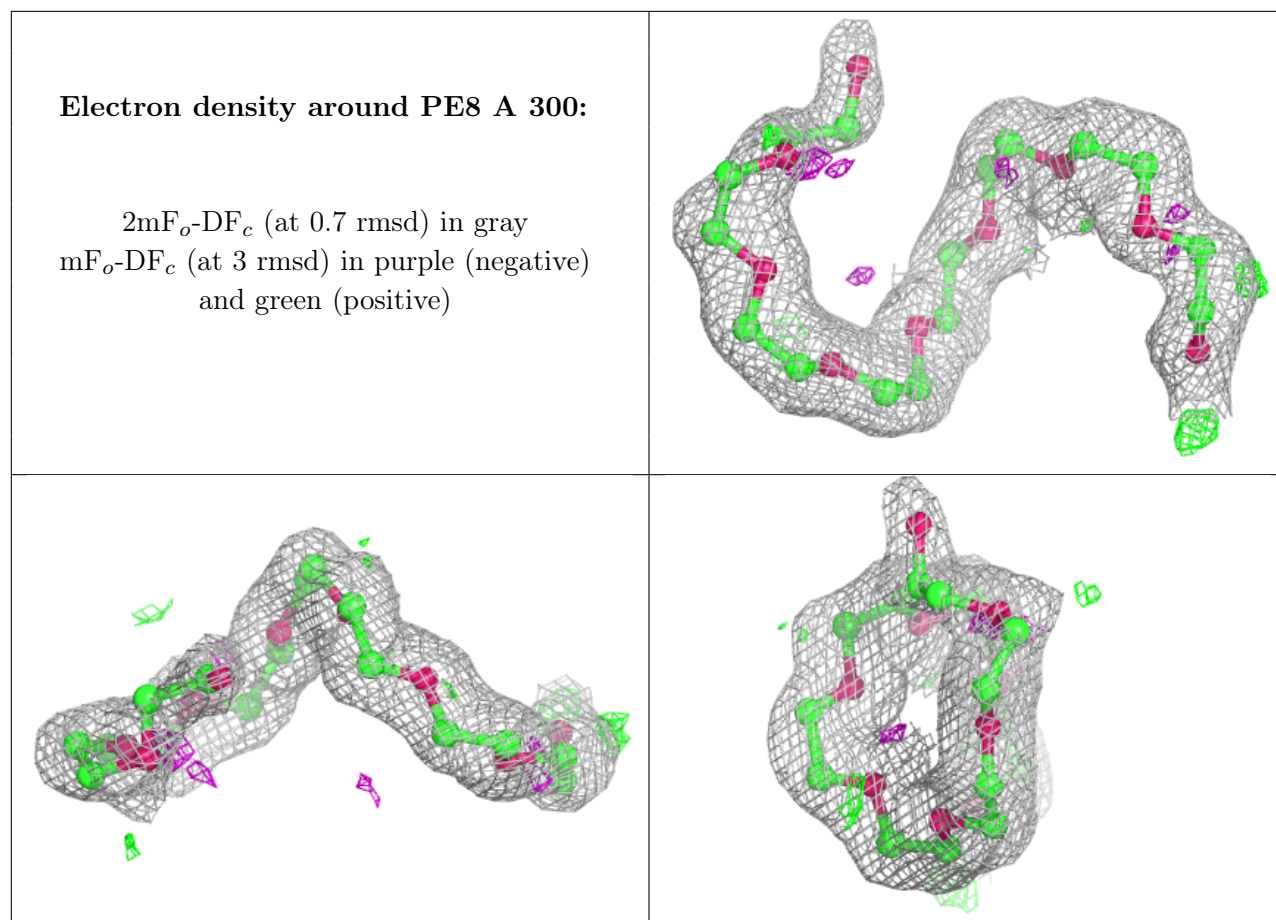 Electron density around PE8 A 300:
2mFo-DFc (at 0.7 rmsd) in gray
mFo-DFc (at 3 rmsd) in purple (negative)
and green (positive)